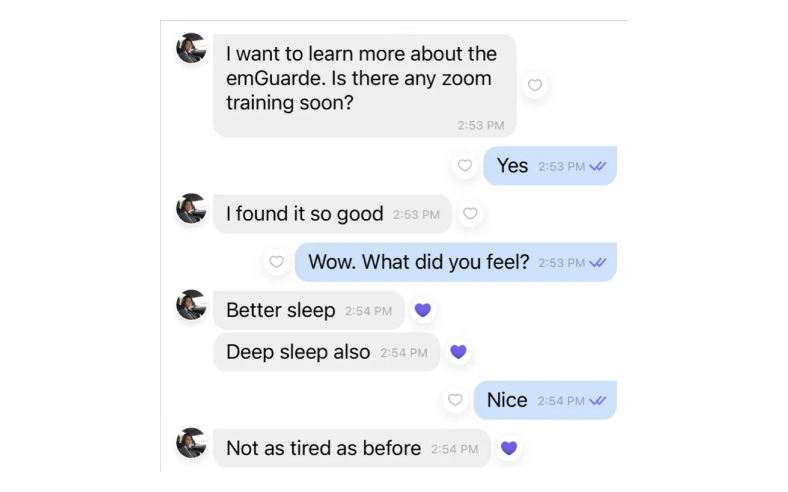 I want to learn more about the
emGuarde. Is there any zoom
training soon?
2:53 PM
Yes 2:53 PM
I found it so good 2:53 PM
Wow. What did you feel? 2:53 PM
Better sleep 2:54 PM
Deep sleep also 2:54 PM
Nice 2:54 PM
Not as tired as before 2:54 PM